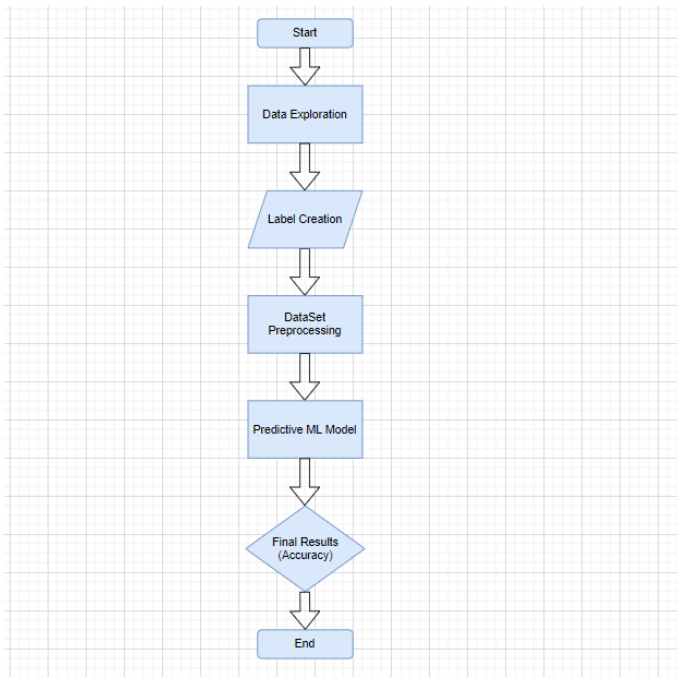 Start
Data Exploration
Label Creation
DataSet
Preprocessing
Predictive ML Model
Final Results
(Accuracy)
End